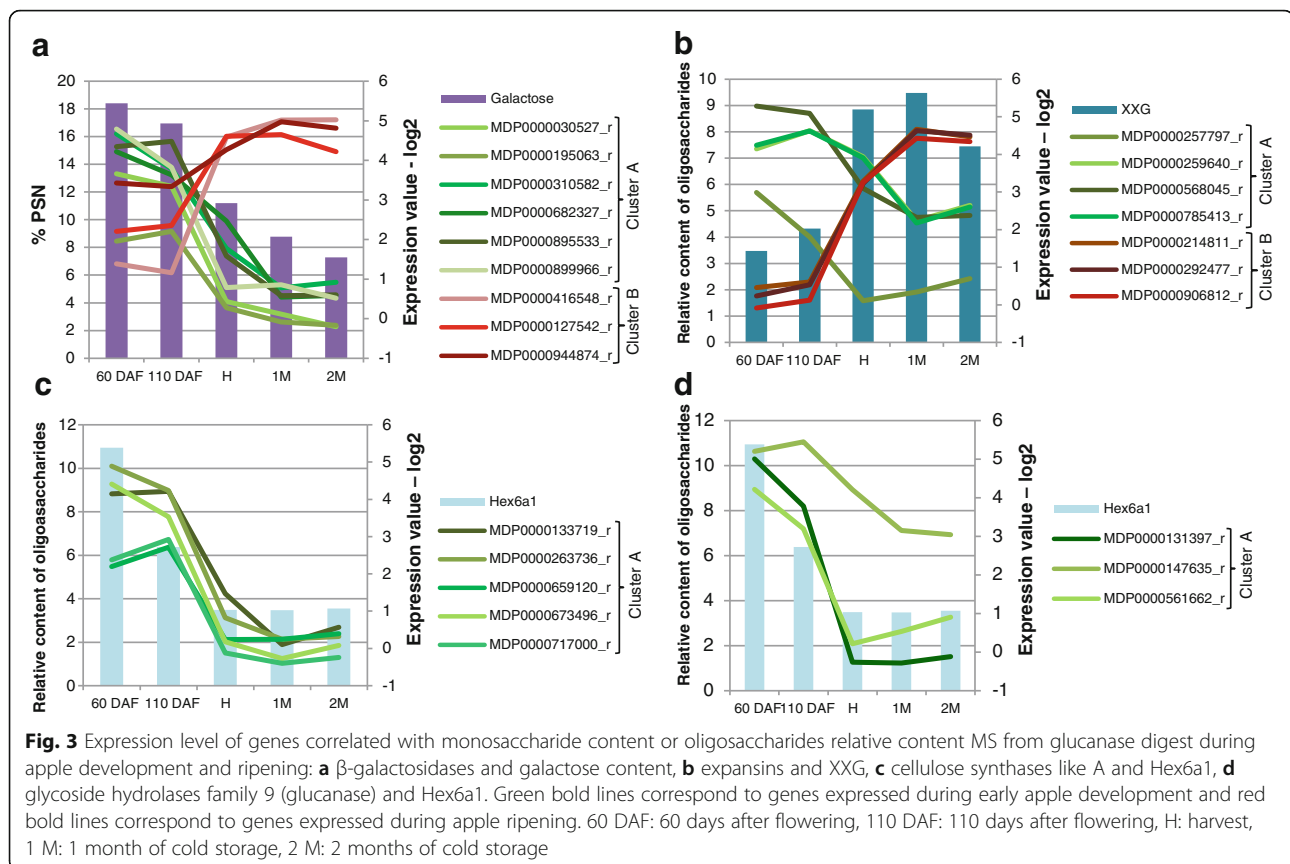 a
% PSN
20
18
16
14
12
10
8
6
4
2
0
6
5
4
3
2
1
0
-1
Expression value - log2
60 DAF 110 DAF H 1M 2M
Galactose
MDP0000030527_r
MDP0000195063_r
MDP0000310582_r
MDP0000682327_r
MDP0000895533_r
MDP0000899966_r
MDP0000416548_r
MDP0000127542_r
MDP0000944874_r
Cluster A
Cluster B
b
Relative content of oligosaccharides
10
9
8
7
6
5
4
3
2
1
0
6
5
4
3
2
1
0
-1
Expression value – log2
60 DAF 110 DAF H 1M 2M
XXG
MDP0000257797_r
MDP0000259640_r
MDP0000568045_r
MDP0000785413_r
MDP0000214811_r
MDP0000292477_r
MDP0000906812_r
Cluster A
Cluster B
c
Relative content of oligoasaccharides
12
10
8
6
4
2
0
6
5
4
3
2
1
0
-1
Expression value – log2
60 DAF 110 DAF H 1M 2M
Hex6a1
MDP0000133719_r
MDP0000263736_r
MDP0000659120_r
MDP0000673496_r
MDP0000717000_r
Cluster A
d
Relative content of oligosaccharides
12
10
8
6
4
2
0
6
5
4
3
2
1
0
-1
Expression value – log2
60 DAF 110 DAF H 1M 2M
Hex6a1
MDP0000131397_r
MDP0000147635_r
MDP0000561662_r
Cluster A
Fig. 3 Expression level of genes correlated with monosaccharide content or oligosaccharides relative content MS from glucanase digest during
apple development and ripening: a β-galactosidases and galactose content, b expansins and XXG, c cellulose synthases like A and Hex6a1, d
glycoside hydrolases family 9 (glucanase) and Hex6a1. Green bold lines correspond to genes expressed during early apple development and red
bold lines correspond to genes expressed during apple ripening. 60 DAF: 60 days after flowering, 110 DAF: 110 days after flowering, H: harvest,
1 M: 1 month of cold storage, 2 M: 2 months of cold storage